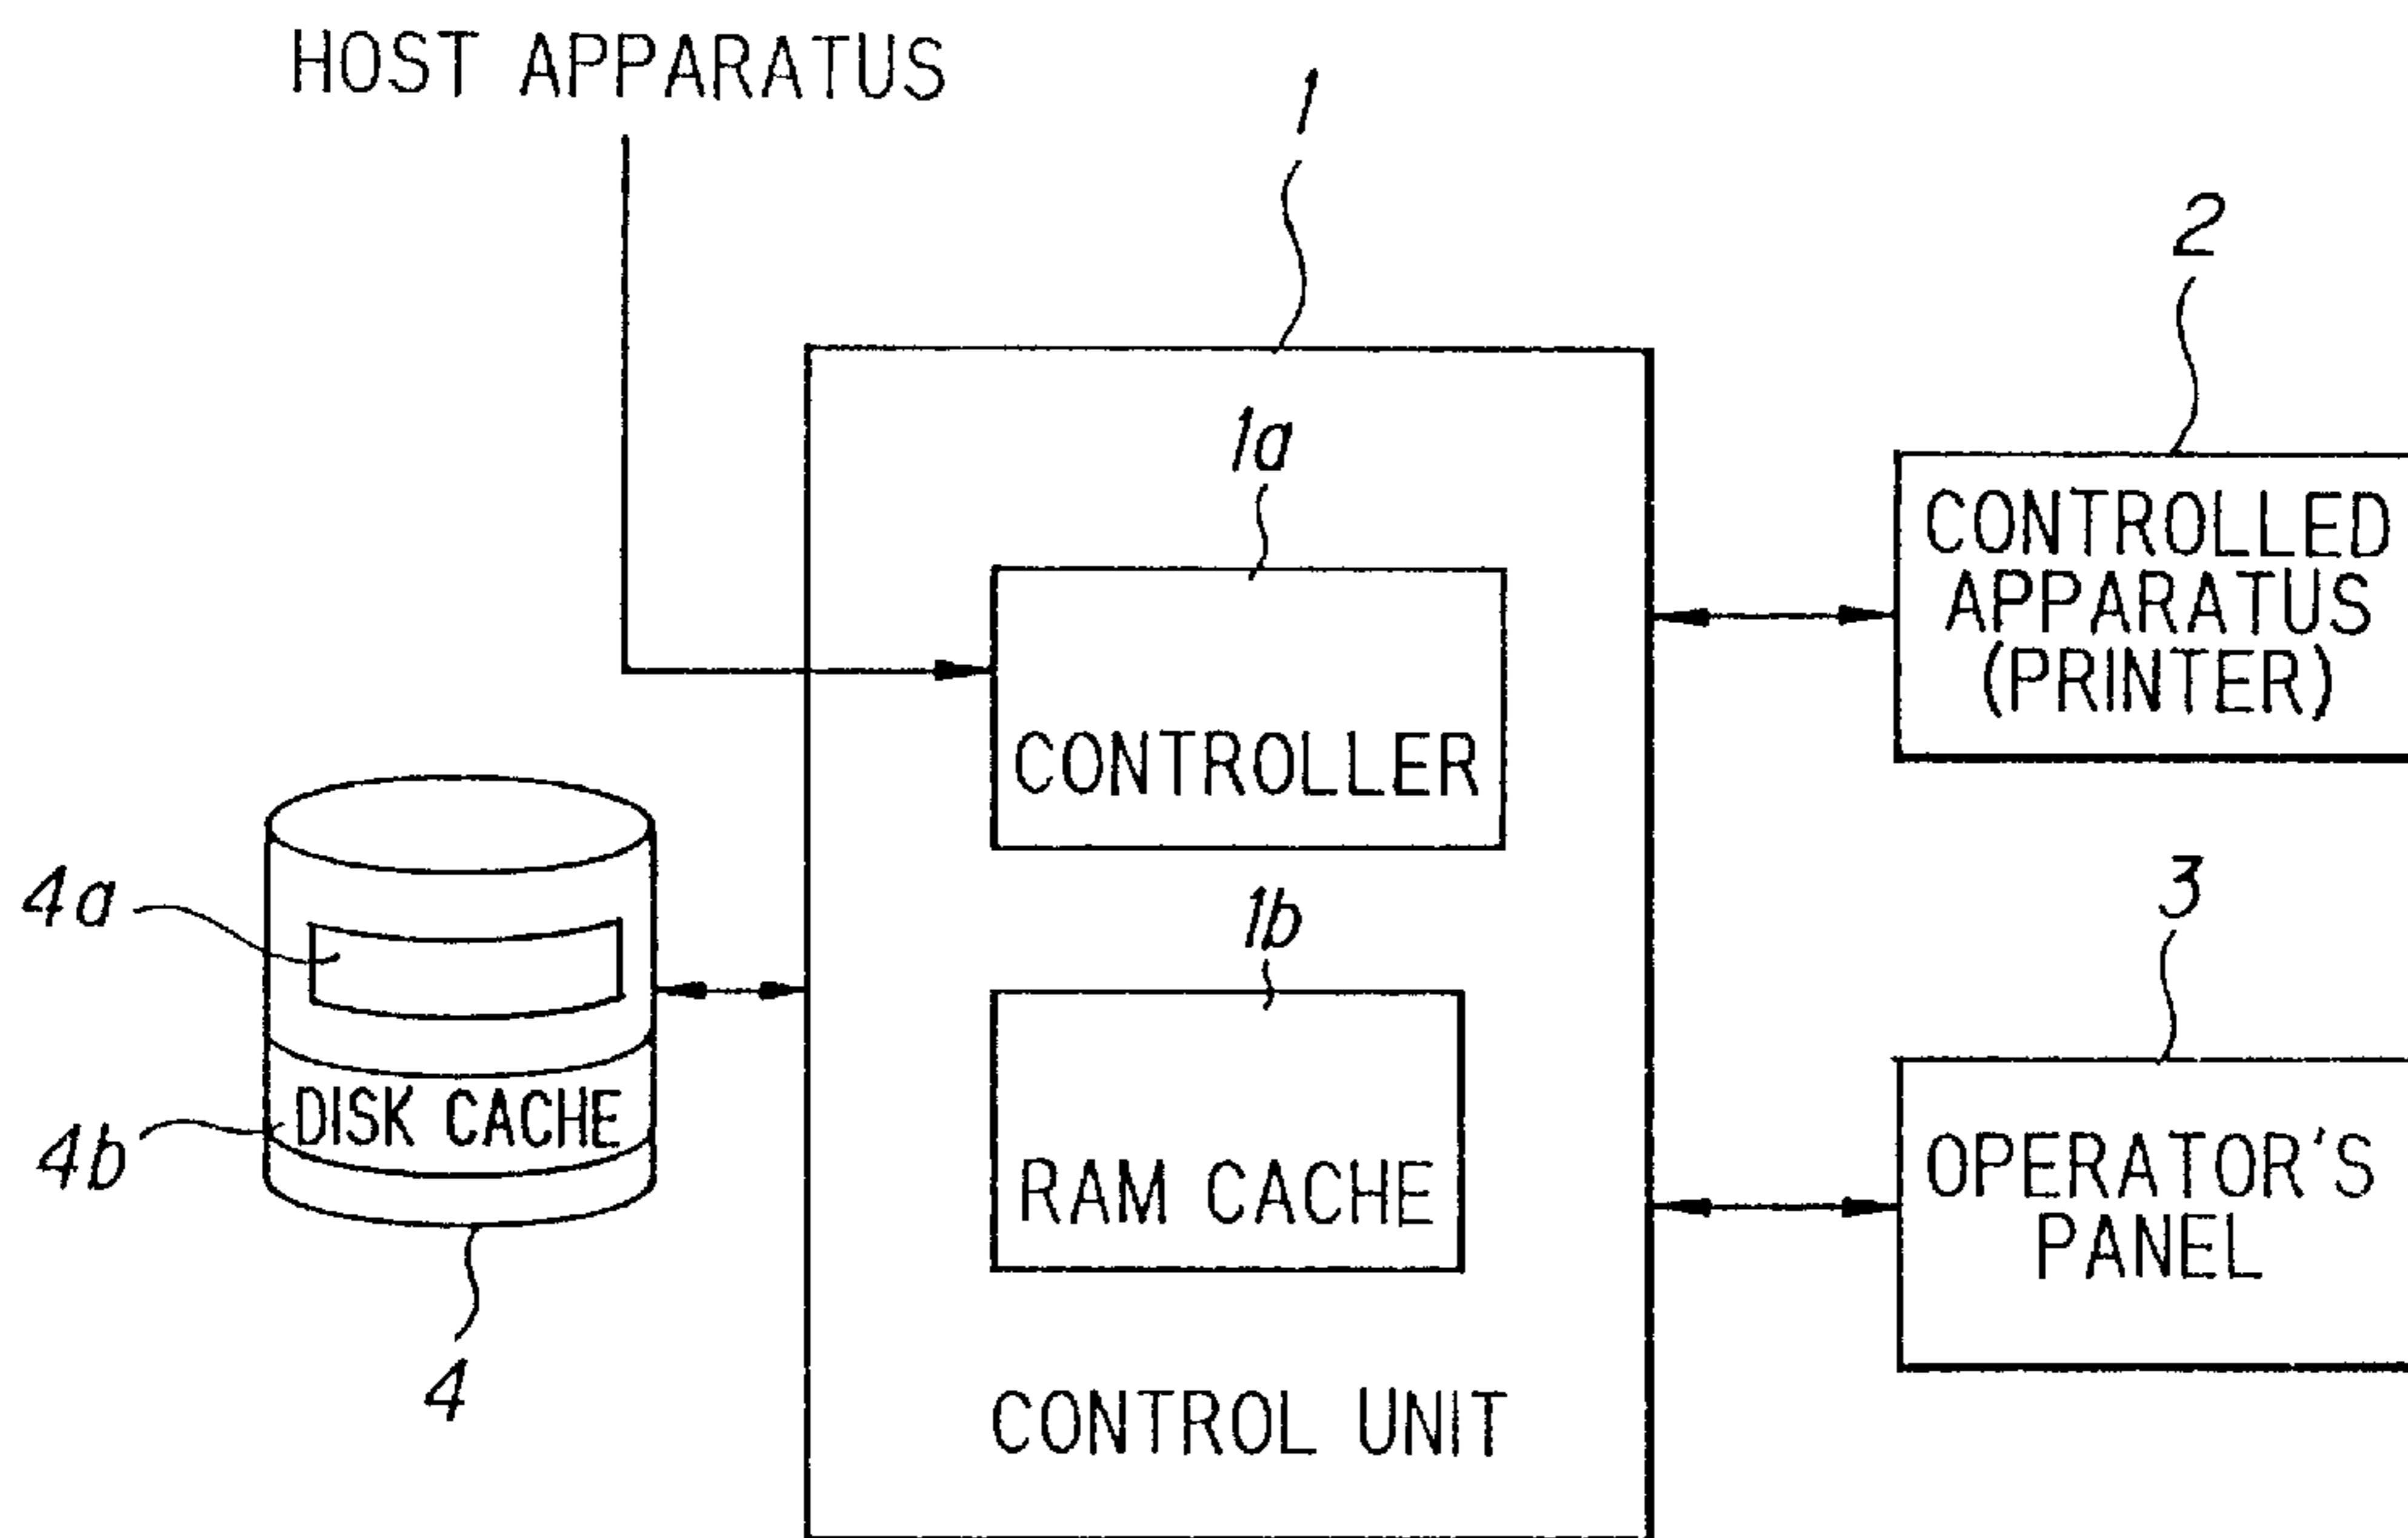 HOST APPARATUS
1
2
1a
CONTROLLED
APPARATUS
(PRINTER)
CONTROLLER
4a
1b
3
DISK CACHE
4b
RAM CACHE
OPERATOR'S
PANEL
4
CONTROL UNIT